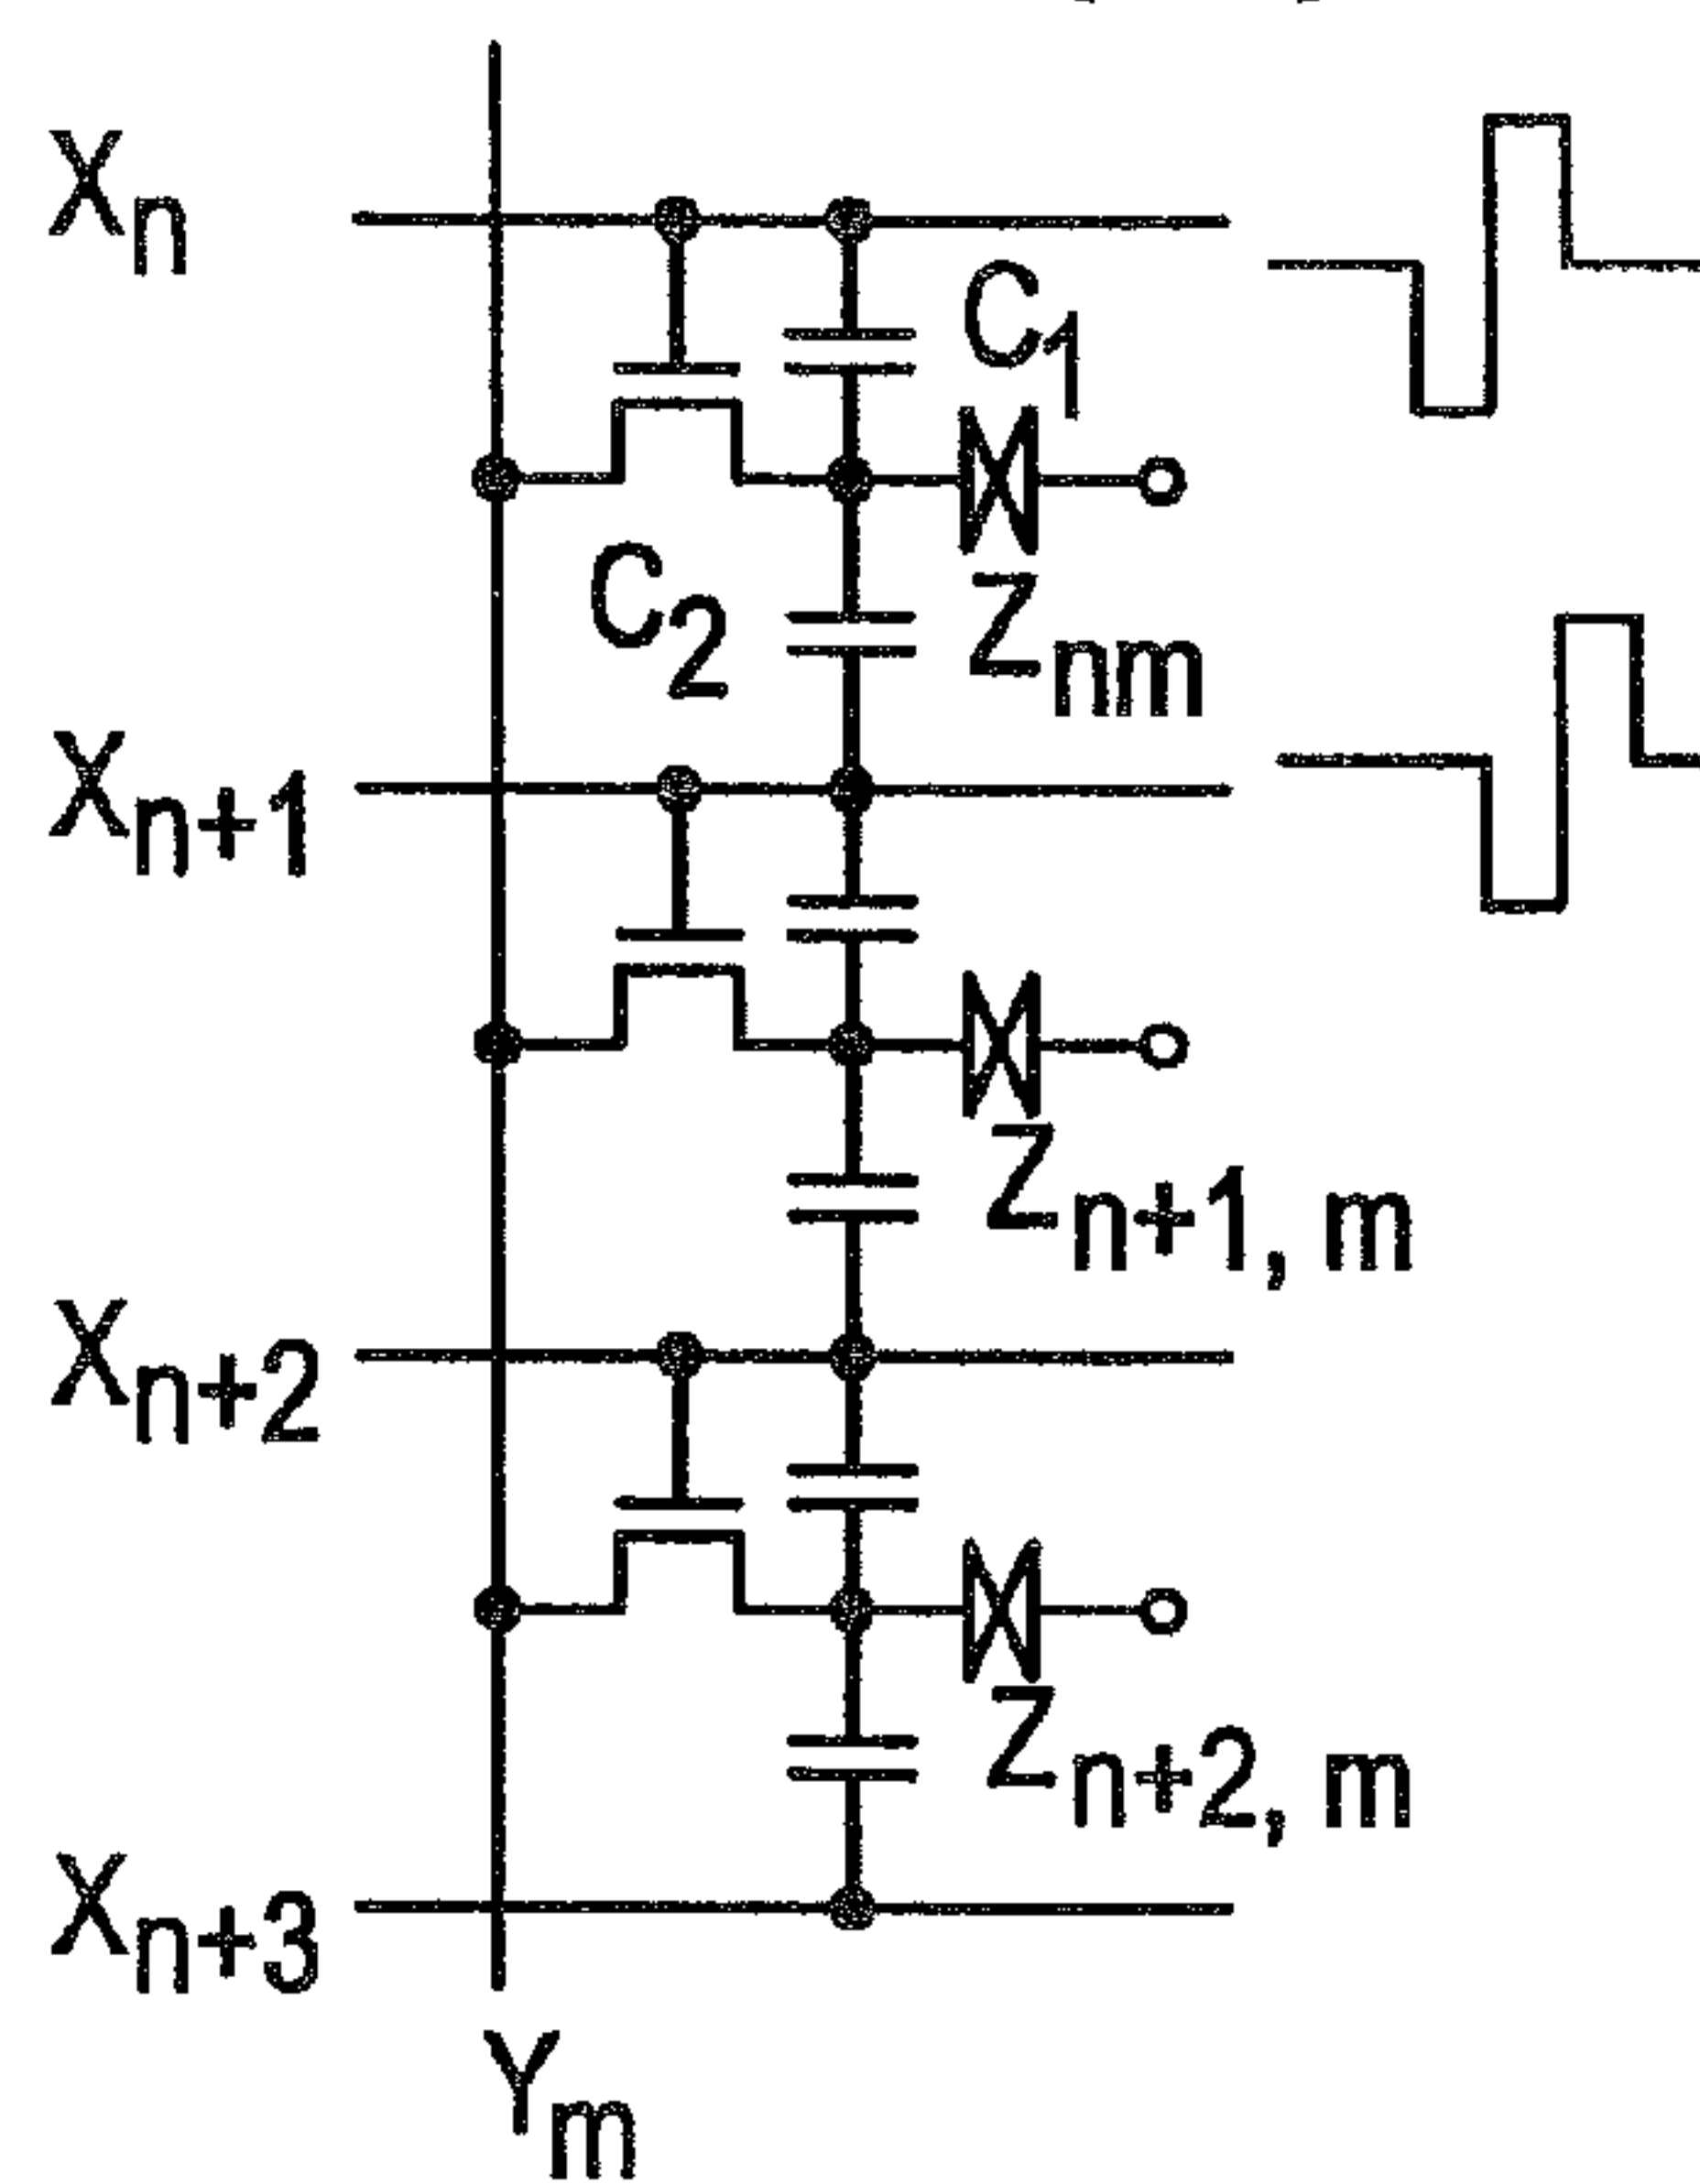 Xn
C1
C2
Znm
Xn+1
Zn+1, m
Xn+2
Zn+2, m
Xn+3
Ym